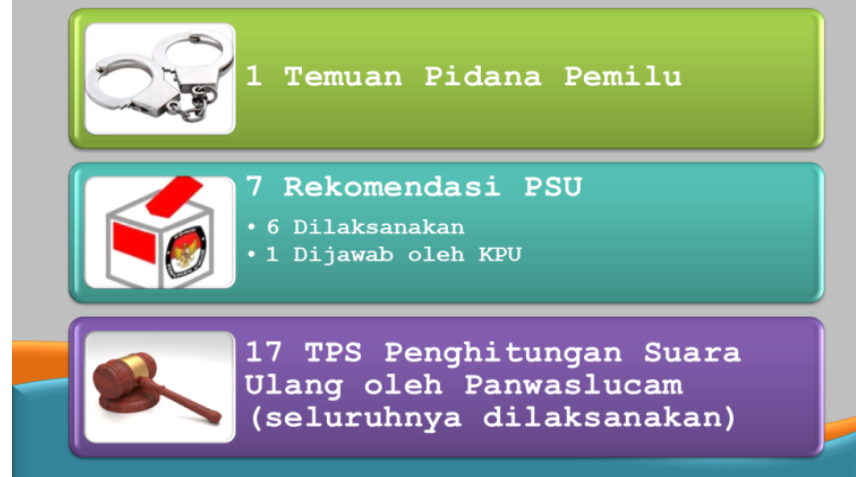 1 Temuan Pidana Pemilu
7 Rekomendasi PSU
• 6 Dilaksanakan
• 1 Dijawab oleh KPU
17 TPS Penghitungan Suara
Ulang oleh Panwaslucam
(seluruhnya dilaksanakan)